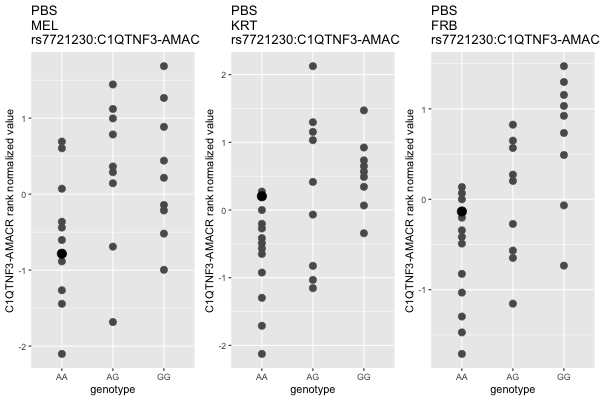 PBS
MEL
rs7721230:C1QTNF3-AMAC
C1QTNF3-AMACR rank normalized value
1
0
-1
-2
AA AG GG
genotype
PBS
KRT
rs7721230:C1QTNF3-AMAC
C1QTNF3-AMACR rank normalized value
2
1
0
-1
-2
AA AG GG
genotype
PBS
FRB
rs7721230:C1QTNF3-AMAC
C1QTNF3-AMACR rank normalized value
1
0
-1
AA AG GG
genotype